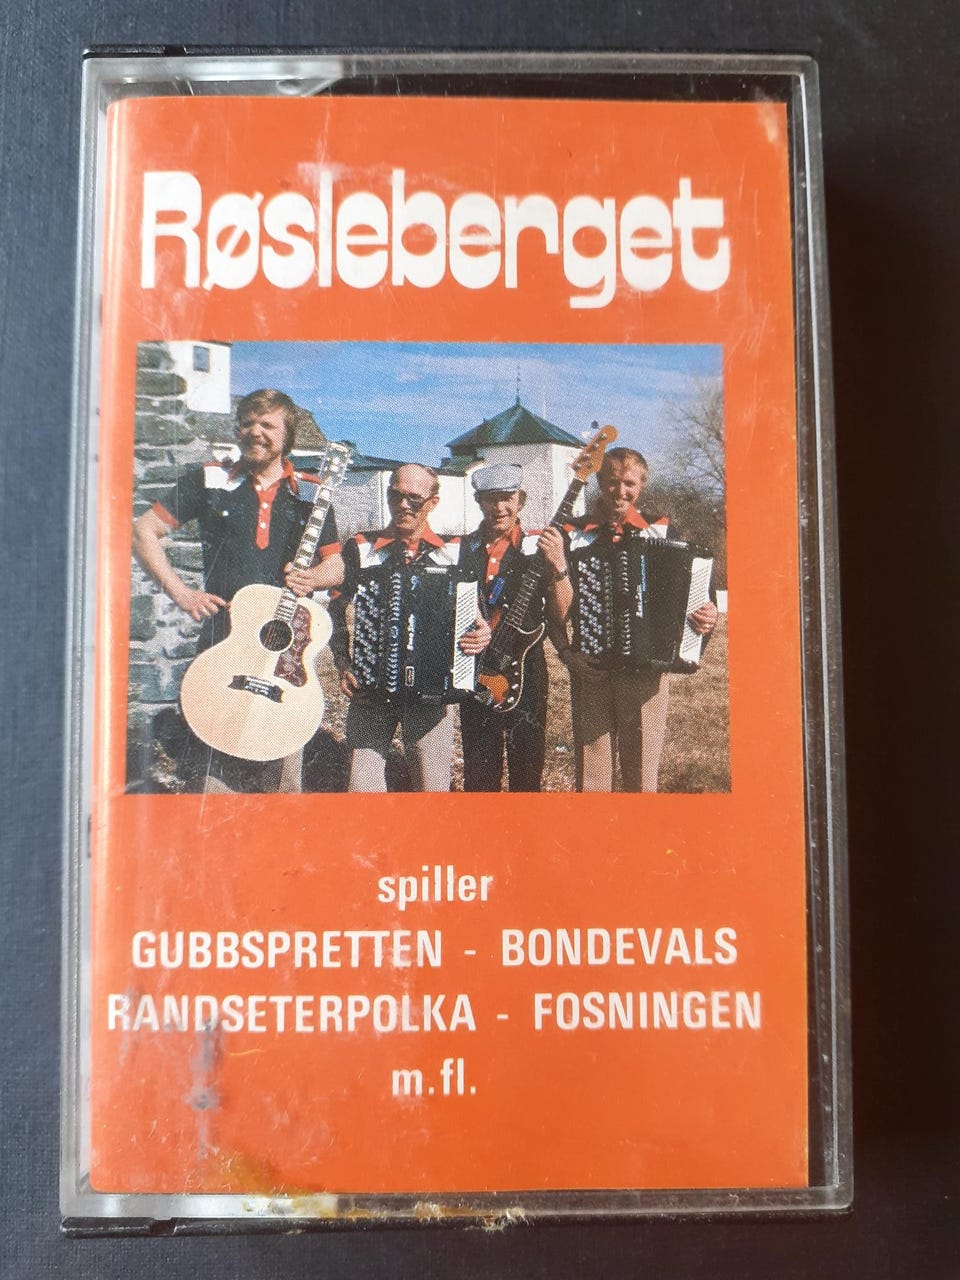 Røsleberget
spiller
GUBBSPRETTEN - BONDEVALS
RANDSETERPOLKA - FOSNINGEN
m.fl.